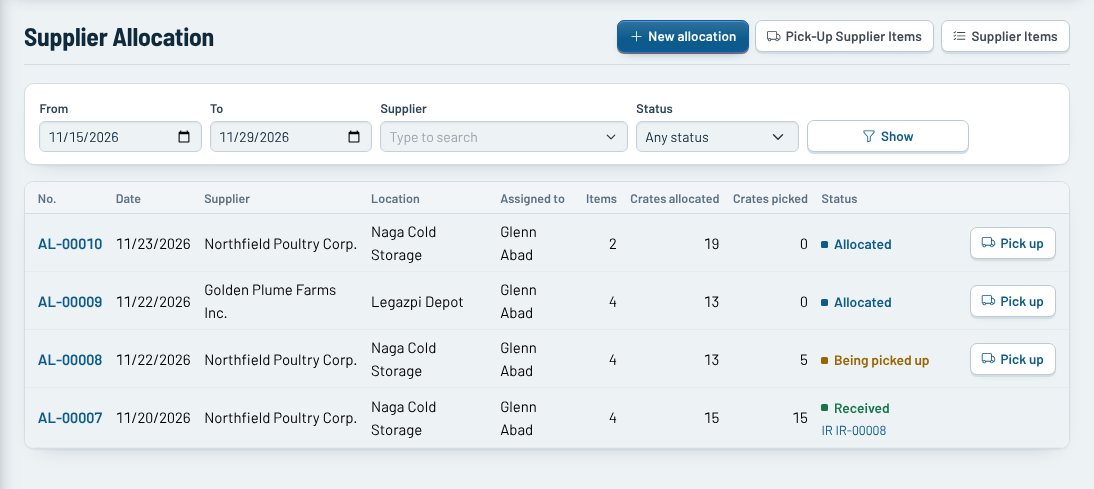 Supplier Allocation
+ New allocation
Pick-Up Supplier Items
Supplier Items
From
To
Supplier
Status
11/15/2026
11/29/2026
Type to search
Any status
Show
No. Date Supplier Location Assigned to Items Crates allocated Crates picked Status
AL-00010 11/23/2026 Northfield Poultry Corp. Naga Cold Storage Glenn Abad 2 19 0 Allocated Pick up
AL-00009 11/22/2026 Golden Plume Farms Inc. Legazpi Depot Glenn Abad 4 13 0 Allocated Pick up
AL-00008 11/22/2026 Northfield Poultry Corp. Naga Cold Storage Glenn Abad 4 13 5 Being picked up Pick up
AL-00007 11/20/2026 Northfield Poultry Corp. Naga Cold Storage Glenn Abad 4 15 15 Received
IR IR-00008